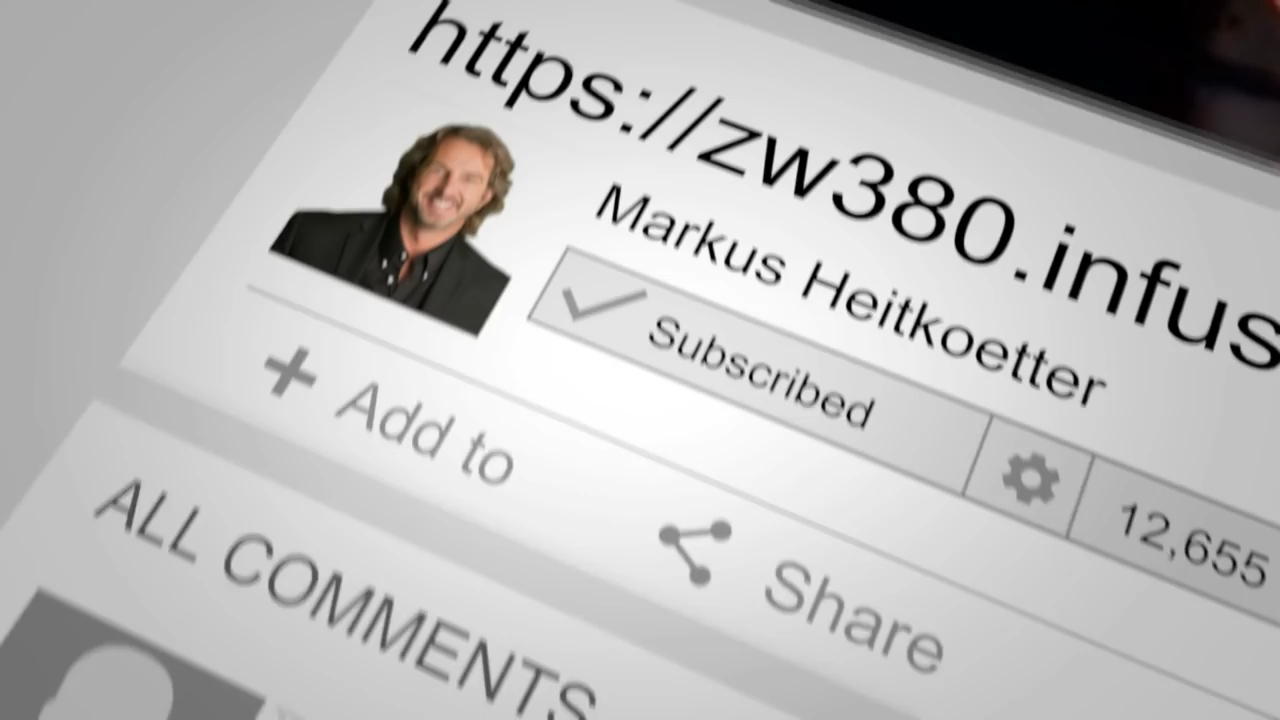 https://zw380.infus
Markus Heitkoetter
Subscribed
12,655
Add to
Share
ALL COMMENTS